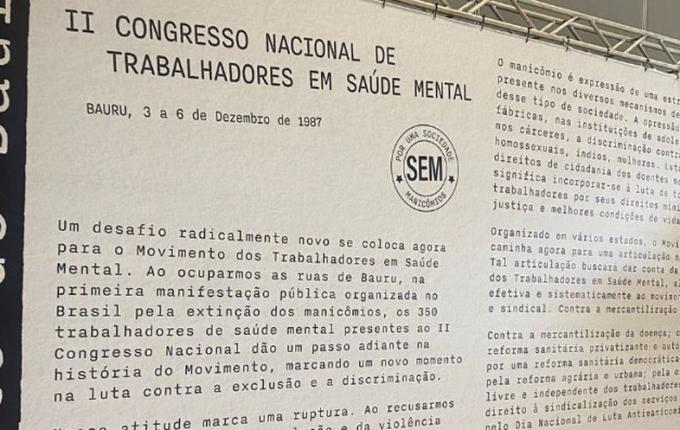 II CONGRESSO NACIONAL DE
TRABALHADORES EM SAÚDE MENTAL
BAURU, 3 a 6 de Dezembro de 1987
POR UMA SOCIEDADE
SEM
MANICÔMIOS
Um desafio radicalmente novo se coloca agora
para o Movimento dos Trabalhadores em Saúde
Mental. Ao ocuparmos as ruas de Bauru, na
primeira manifestação pública organizada no
Brasil pela extinção dos manicômios, os 350
trabalhadores de saúde mental presentes ao II
Congresso Nacional dão um passo adiante na
história do Movimento, marcando um novo momento
na luta contra a exclusão e a discriminação.
atitude marca uma ruptura. Ao recusarmos
e da violência
O manicômio é expressão de uma
presente nos diversos mecanismos
desse tipo de sociedade. A opressão
fábricas, nas instituições de
nos cárceres, a discriminação
homossexuais, índios, mulheres.
direitos de cidadania dos doentes
significa incorporar-se à luta de
trabalhadores por seus direitos
justiça e melhores condições de vida
Organizado em vários estados, o
caminha agora para uma articulação
Tal articulação buscará dar conta
dos Trabalhadores em Saúde Mental,
efetiva e sistematicamente ao
e sindical. Contra a mercantilização
Contra a mercantilização da doença;
reforma sanitária privatizante e
por uma reforma sanitária democrática
pela reforma agrária e urbana; pela
livre e independente dos trabalhadores
direito à sindicalização dos serviços
pelo Dia Nacional de Luta